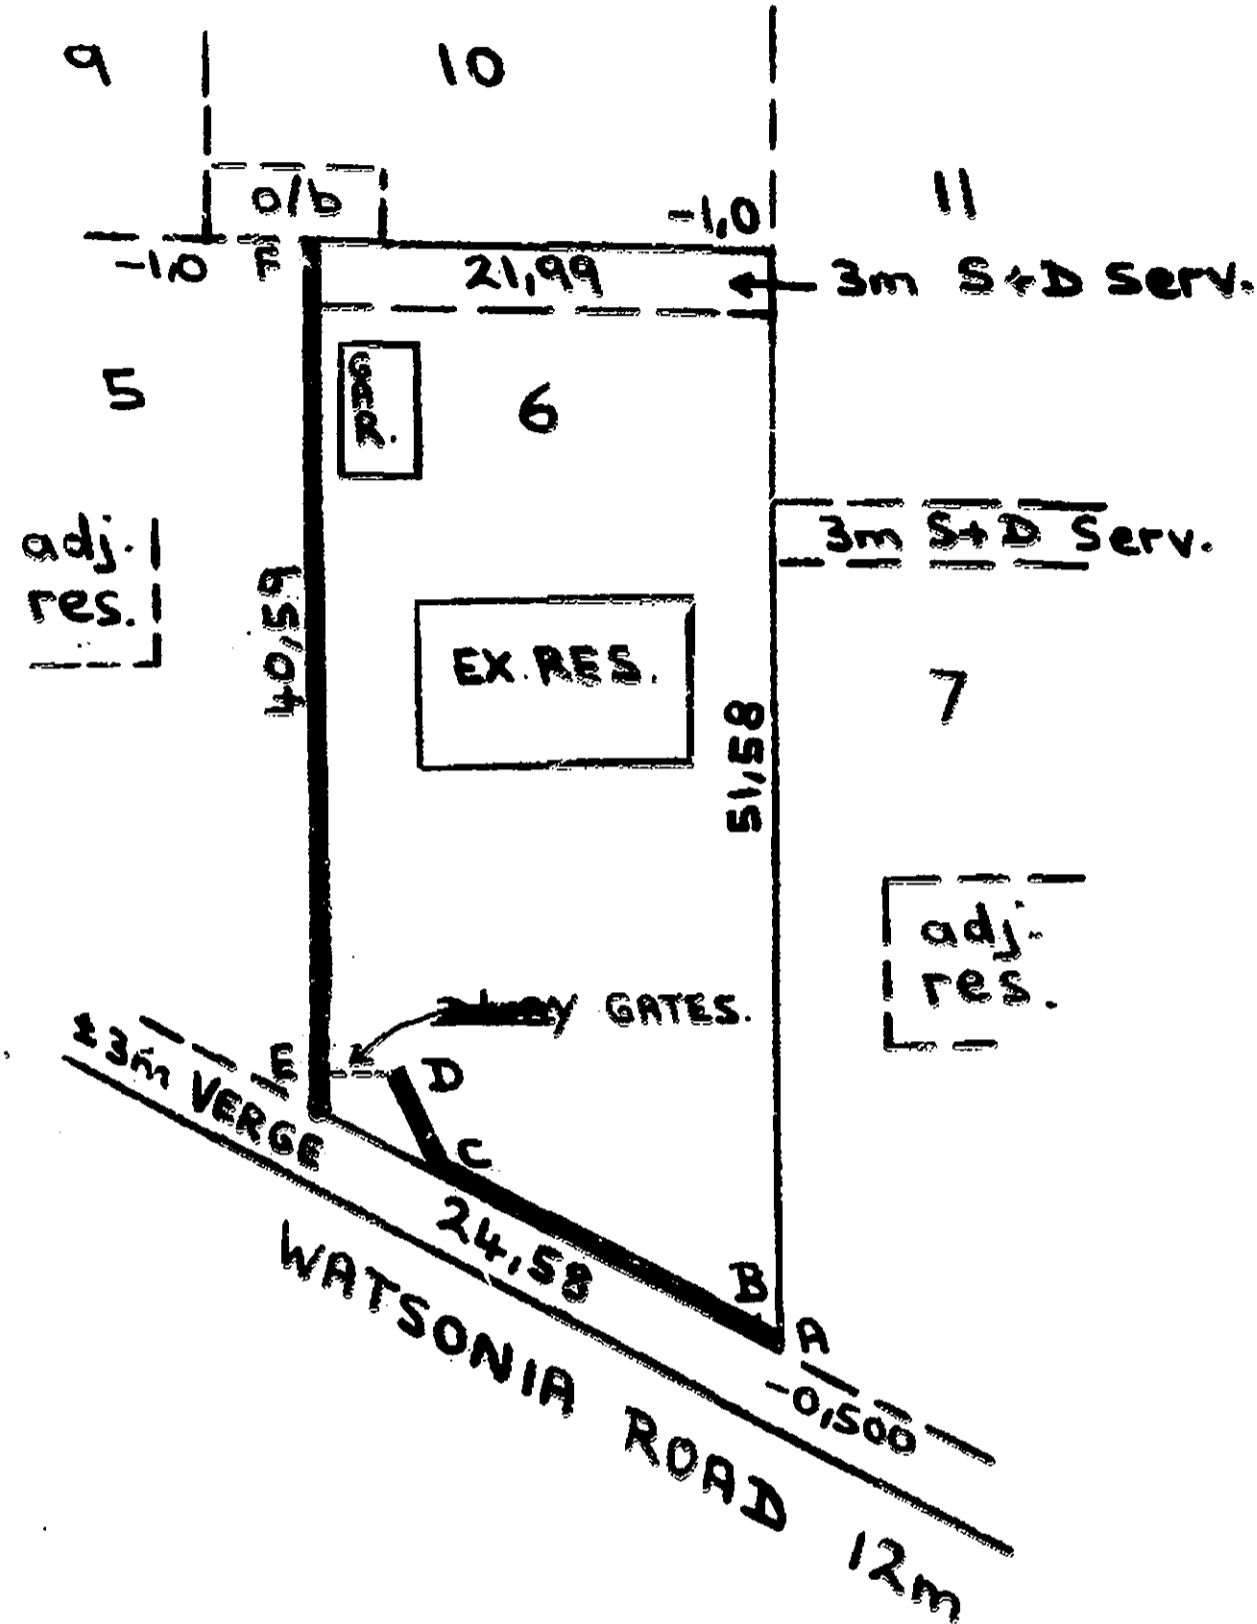 9
10
11
o/b
-1,0
-1,0
F
21,99
3m S+D Serv.
5
GAR.
6
adj.
res.
3m S+D Serv.
40,59
EX. RES.
7
51,58
adj.
res.
GATES.
±3m VERGE
E
D
C
24,58
B
A
-0,500
WATSONIA ROAD 12m